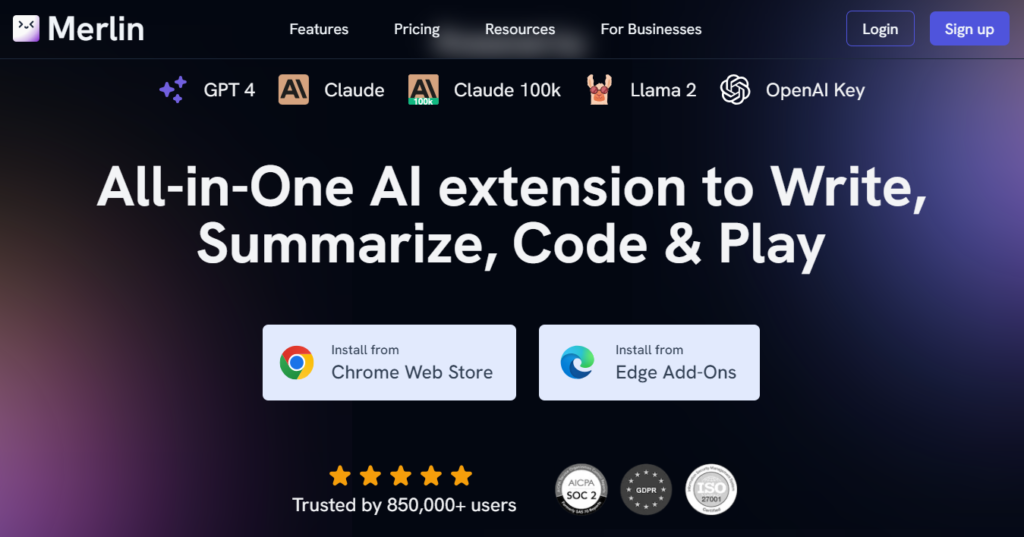 Merlin
Features
Pricing
Resources
For Businesses
Login
Sign up
GPT 4
Claude
100k
Claude 100k
Llama 2
OpenAI Key
All-in-One AI extension to Write,
Summarize, Code & Play
Install from
Chrome Web Store
Install from
Edge Add-Ons
Trusted by 850,000+ users
AICPA
SOC 2
GDPR
ISO
27001
Certified